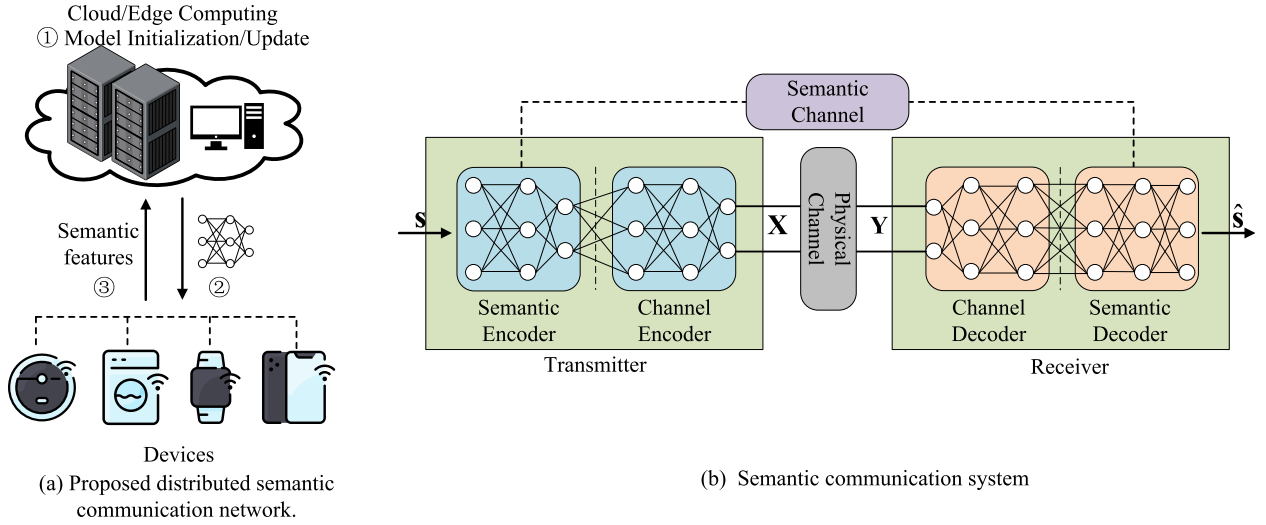 Cloud/Edge Computing
① Model Initialization/Update
Semantic
features
③
②
Devices
(a) Proposed distributed semantic
communication network.
Semantic
Channel
s
Semantic
Encoder
Channel
Encoder
Transmitter
X
Physical
Channel
Y
Channel
Decoder
Semantic
Decoder
Receiver
ŝ
(b) Semantic communication system